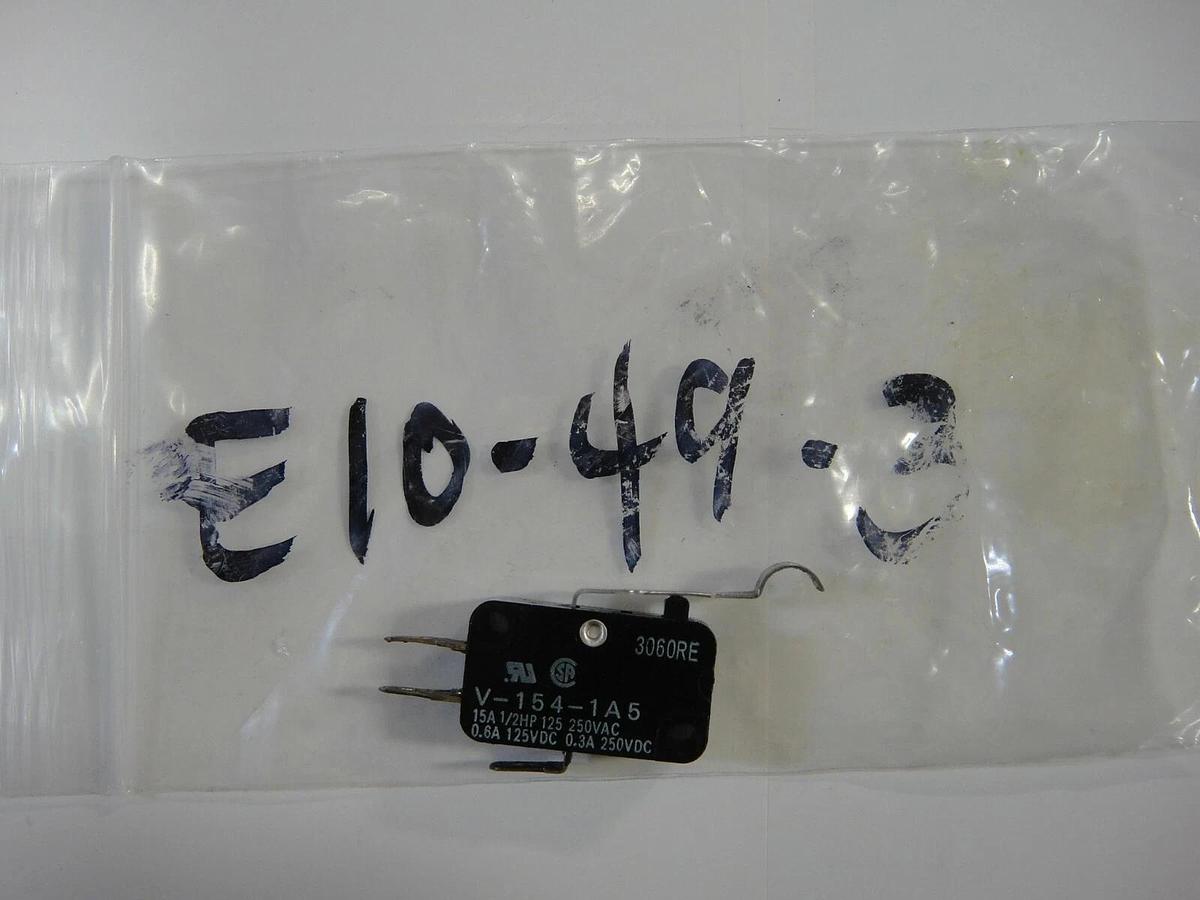 E10-49-3
3060RE
V-154-1A5
15A 1/2HP 125 250VAC
0.6A 125VDC 0.3A 250VDC